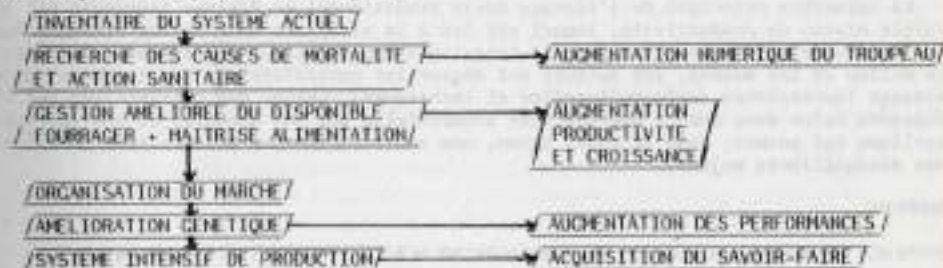 /INVENTAIRE DU SYSTEME ACTUEL/
/RECHERCHE DES CAUSES DE MORTALITE / /AUGMENTATION NUMERIQUE DU TROUPEAU/
/ ET ACTION SANITAIRE /
/GESTION AMELIOREE DU DISPONIBLE / /AUGMENTATION
/ FOURRAGER + MAITRISE ALIMENTATION/ PRODUCTIVITE
ET CROISSANCE/
/ORGANISATION DU MARCHE/
/AMELIORATION GENETIQUE/ / AUGMENTATION DES PERFORMANCES /
/SYSTEME INTENSIF DE PRODUCTION/ / ACQUISITION DU SAVOIR-FAIRE /